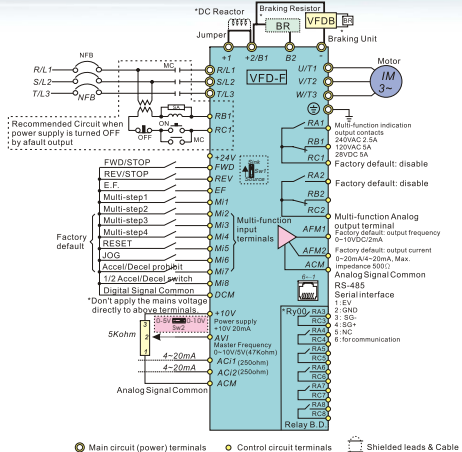 *DC Reactor
Braking Resistor
BR
VFDB
BR
Jumper
Braking Unit
NFB
MC
+1
+2/B1
B2
-
R/L1
S/L2
T/L3
NFB
R/L1
S/L2
T/L3
VFD-F
U/T1
V/T2
W/T3
Motor
IM
3~
SA
ON
OFF
MC
RB1
RC1
Recommended Circuit when
power supply is turned OFF
by afault output
RA1
RB1
RC1
Multi-function indication
output contacts
240VAC 2.5A
120VAC 5A
28VDC 5A
Factory default: disable
RA2
RB2
RC2
Factory default: disable
+24V
FWD
REV
EF
Mi1
Mi2
Mi3
Mi4
Mi5
Mi6
Mi7
Mi8
DCM
Sink
Sw1
Source
FWD/STOP
REV/STOP
E.F.
Multi-step1
Multi-step2
Multi-step3
Multi-step4
RESET
JOG
Accel/Decel prohibit
1/2 Accel/Decel switch
Digital Signal Common
Factory
default
Multi-function
input
terminals
*Don't apply the mains voltage
directly to above terminals.
AFM1
AFM2
ACM
Multi-function Analog
output terminal
Factory default: output frequency
0~10VDC/2mA
Factory default: output current
0~20mA/4~20mA, Max.
impedance 500Ω
Analog Signal Common
6←1
RS-485
Serial interface
1 : EV
2 : GND
3 : SG-
4 : SG+
5 : NC
6 : for communication
5Kohm
3
2
1
0-5V
0-10V
Sw2
+10V
Power supply
+10V 20mA
AVI
Master Frequency
0~10V/5V(47Kohm)
4~20mA
ACi1 (250ohm)
4~20mA
ACi2 (250ohm)
Analog Signal Common
ACM
*Ry00
RA3
RC3
RA4
RC4
RA5
RC5
RA6
RC6
RA7
RC7
RA8
RC8
Relay B.D.
Main circuit (power) terminals
Control circuit terminals
Shielded leads & Cable